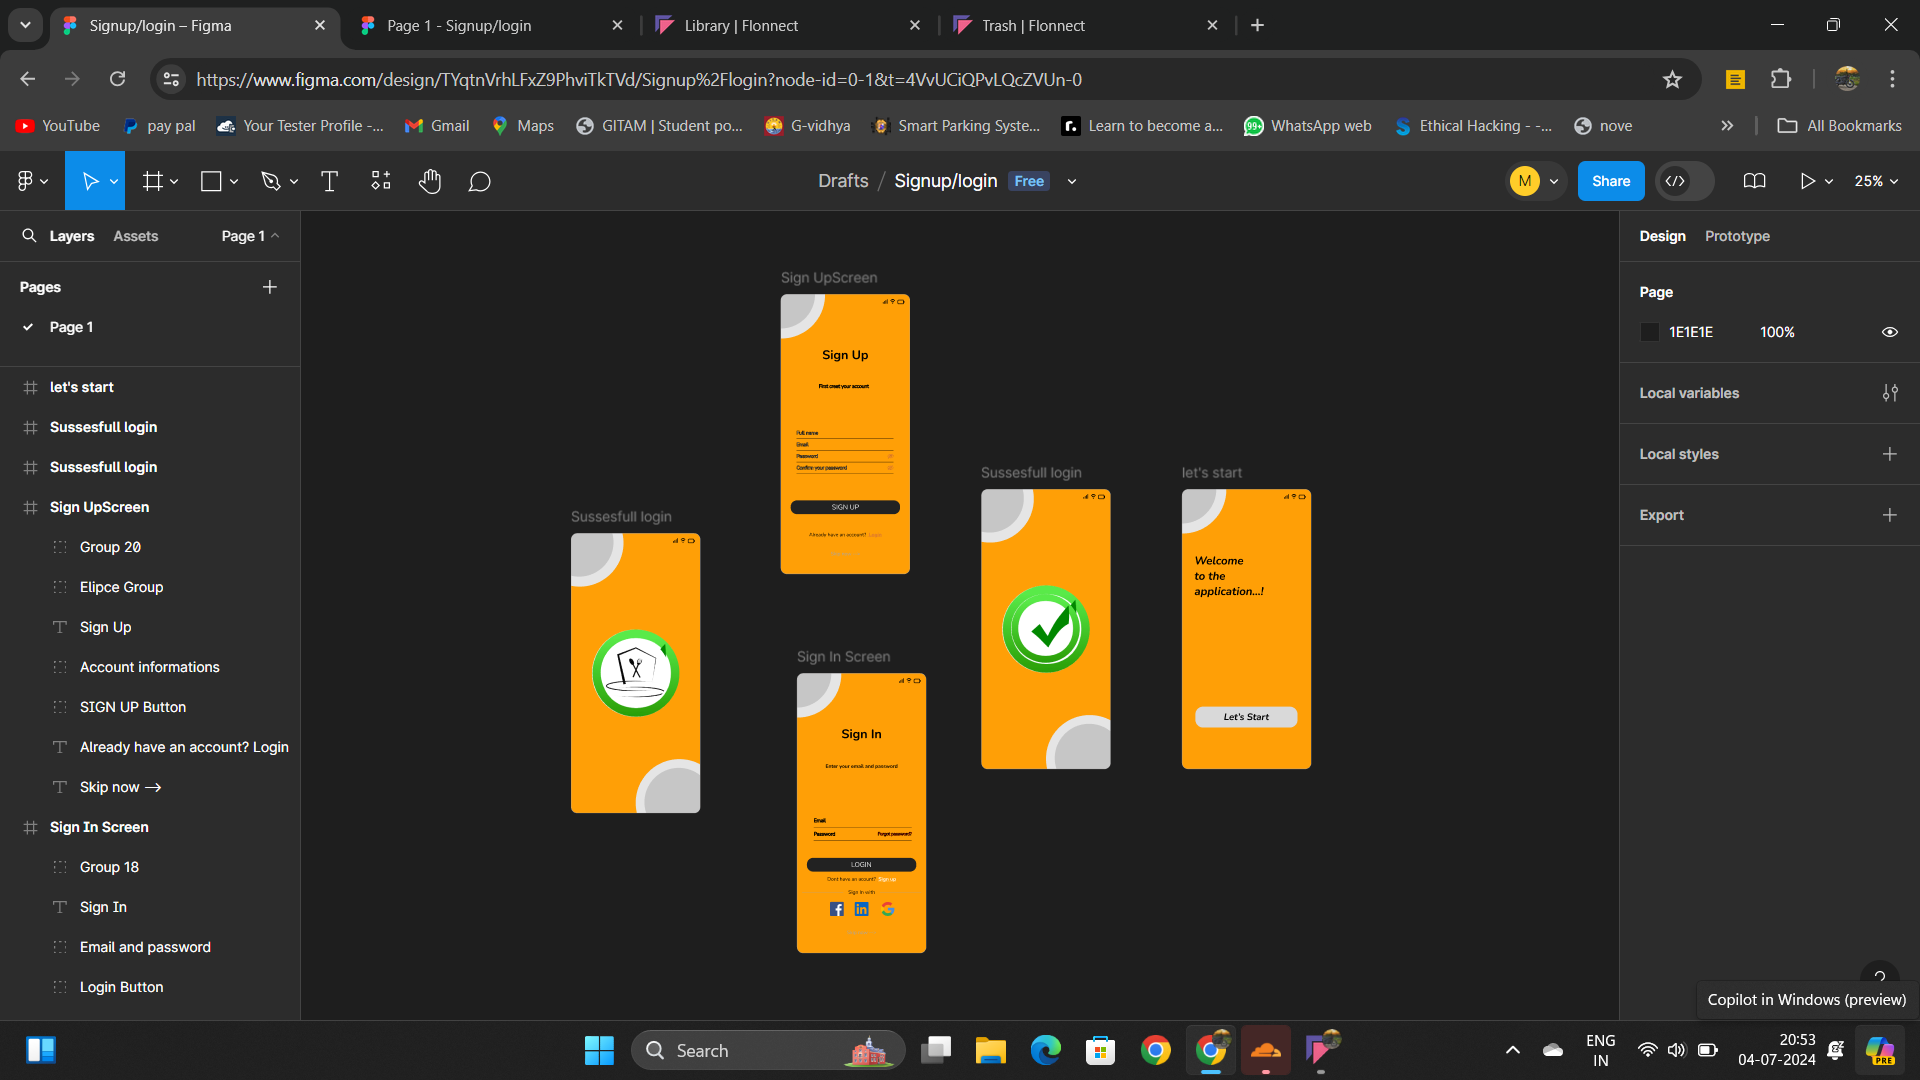 Signup/login – Figma
Page 1 - Signup/login
Library | Flonnect
Trash | Flonnect
https://www.figma.com/design/TYqtnVrhLFxZ9PhviTkTVd/Signup%2Flogin?node-id=0-1&t=4VvUCiQPvLQcZVUn-0
YouTube
pay pal
Your Tester Profile -...
Gmail
Maps
GITAM | Student po...
G-vidhya
Smart Parking Syste...
Learn to become a...
99+
WhatsApp web
Ethical Hacking - -...
nove
All Bookmarks
Drafts / Signup/login Free
M
Share
25%
Layers
Assets
Page 1
Pages
Page 1
let's start
Sussesfull login
Sussesfull login
Sign UpScreen
Group 20
Elipce Group
Sign Up
Account informations
SIGN UP Button
Already have an account? Login
Skip now →
Sign In Screen
Group 18
Sign In
Email and password
Login Button
Sign UpScreen
Sign Up
First creat your account
Full name
Email
Password
Confirm your password
SIGN UP
Already have an account? Login
Sussesfull login
Sign In Screen
Sign In
Enter your email and password
Email
Password
Forgot password?
LOGIN
Dont have an acount? Sign up
Sign in with
Sussesfull login
let's start
Welcome
to the
application...!
Let's Start
Design
Prototype
Page
1E1E1E
100%
Local variables
Local styles
Export
?
Copilot in Windows (preview)
Search
ENG
IN
20:53
04-07-2024
PRE